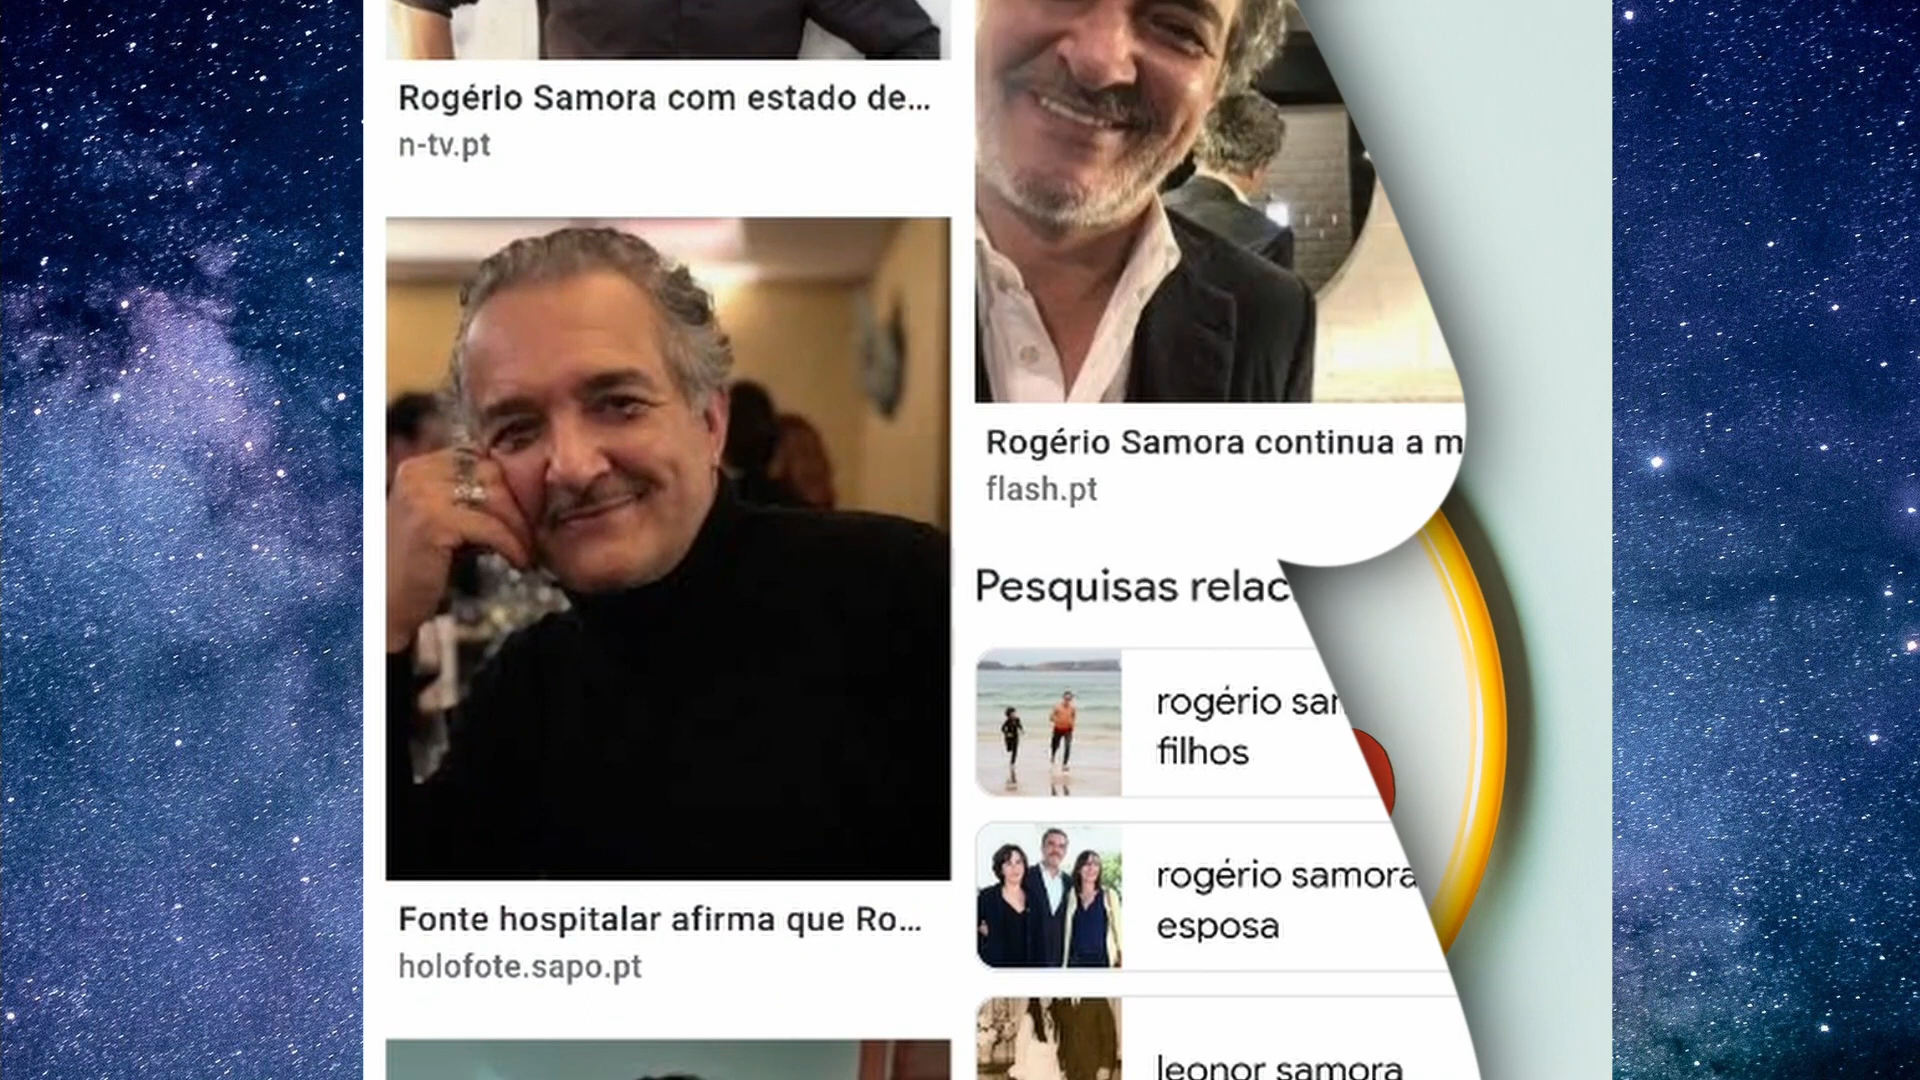 Rogério Samora com estado de...
n-tv.pt
Fonte hospitalar afirma que Ro...
holofote.sapo.pt
Rogério Samora continua a m
flash.pt
Pesquisas relac
rogério sar
filhos
rogério samora
esposa
leonor samora